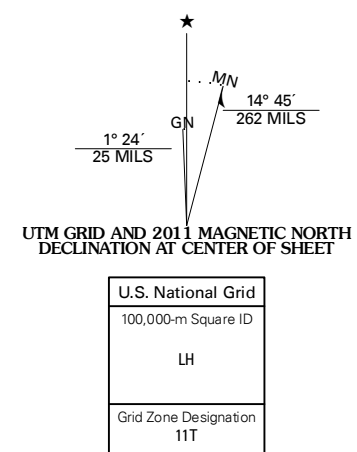 MN
14° 45´
262 MILS
GN
1° 24´
25 MILS
UTM GRID AND 2011 MAGNETIC NORTH
DECLINATION AT CENTER OF SHEET
U.S. National Grid
100,000-m Square ID
LH
Grid Zone Designation
11T